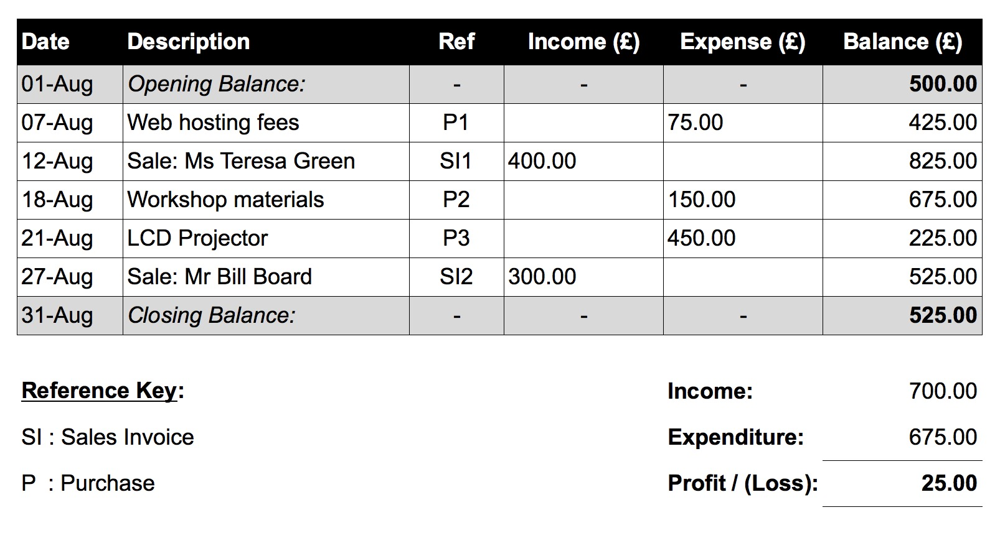 Date Description Ref Income (£) Expense (£) Balance (£)
01-Aug Opening Balance: - - - 500.00
07-Aug Web hosting fees P1 75.00 425.00
12-Aug Sale: Ms Teresa Green SI1 400.00 825.00
18-Aug Workshop materials P2 150.00 675.00
21-Aug LCD Projector P3 450.00 225.00
27-Aug Sale: Mr Bill Board SI2 300.00 525.00
31-Aug Closing Balance: - - - 525.00
Reference Key: Income: 700.00
SI : Sales Invoice Expenditure: 675.00
P : Purchase Profit / (Loss): 25.00